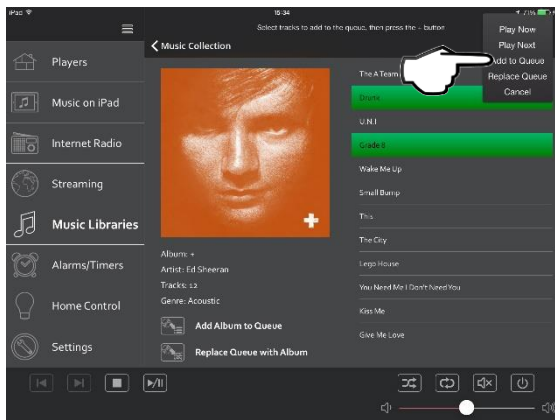 iPad
15:34
71%
Select tracks to add to the queue, then press the – button
Music Collection
Players
Music on iPad
Internet Radio
Streaming
Music Libraries
Alarms/Timers
Home Control
Settings
+
Album: +
Artist: Ed Sheeran
Tracks: 12
Genre: Acoustic
Add Album to Queue
Replace Queue with Album
The A Team
Drunk
U.N.I
Grade 8
Wake Me Up
Small Bump
This
The City
Lego House
You Need Me I Don't Need You
Kiss Me
Give Me Love
Play Now
Play Next
Add to Queue
Replace Queue
Cancel